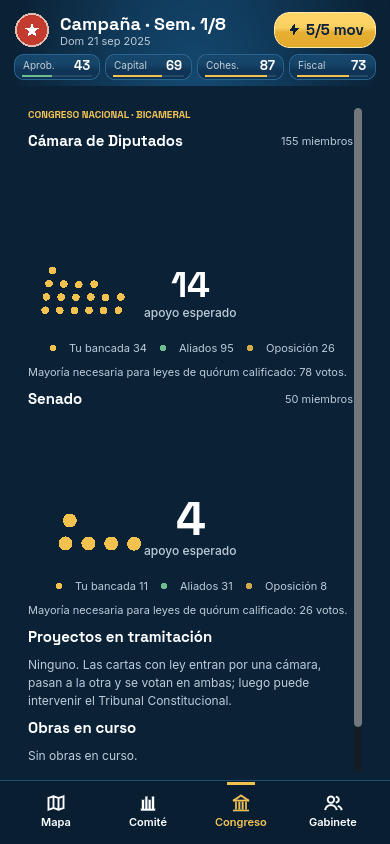 Campaña · Sem. 1/8
Dom 21 sep 2025
5/5 mov
Aprob. 43
Capital 69
Cohes. 87
Fiscal 73
CONGRESO NACIONAL · BICAMERAL
Cámara de Diputados
155 miembros
14
apoyo esperado
Tu bancada 34 Aliados 95 Oposición 26
Mayoría necesaria para leyes de quórum calificado: 78 votos.
Senado
50 miembros
4
apoyo esperado
Tu bancada 11 Aliados 31 Oposición 8
Mayoría necesaria para leyes de quórum calificado: 26 votos.
Proyectos en tramitación
Ninguno. Las cartas con ley entran por una cámara,
pasan a la otra y se votan en ambas; luego puede
intervenir el Tribunal Constitucional.
Obras en curso
Sin obras en curso.
Mapa
Comité
Congreso
Gabinete